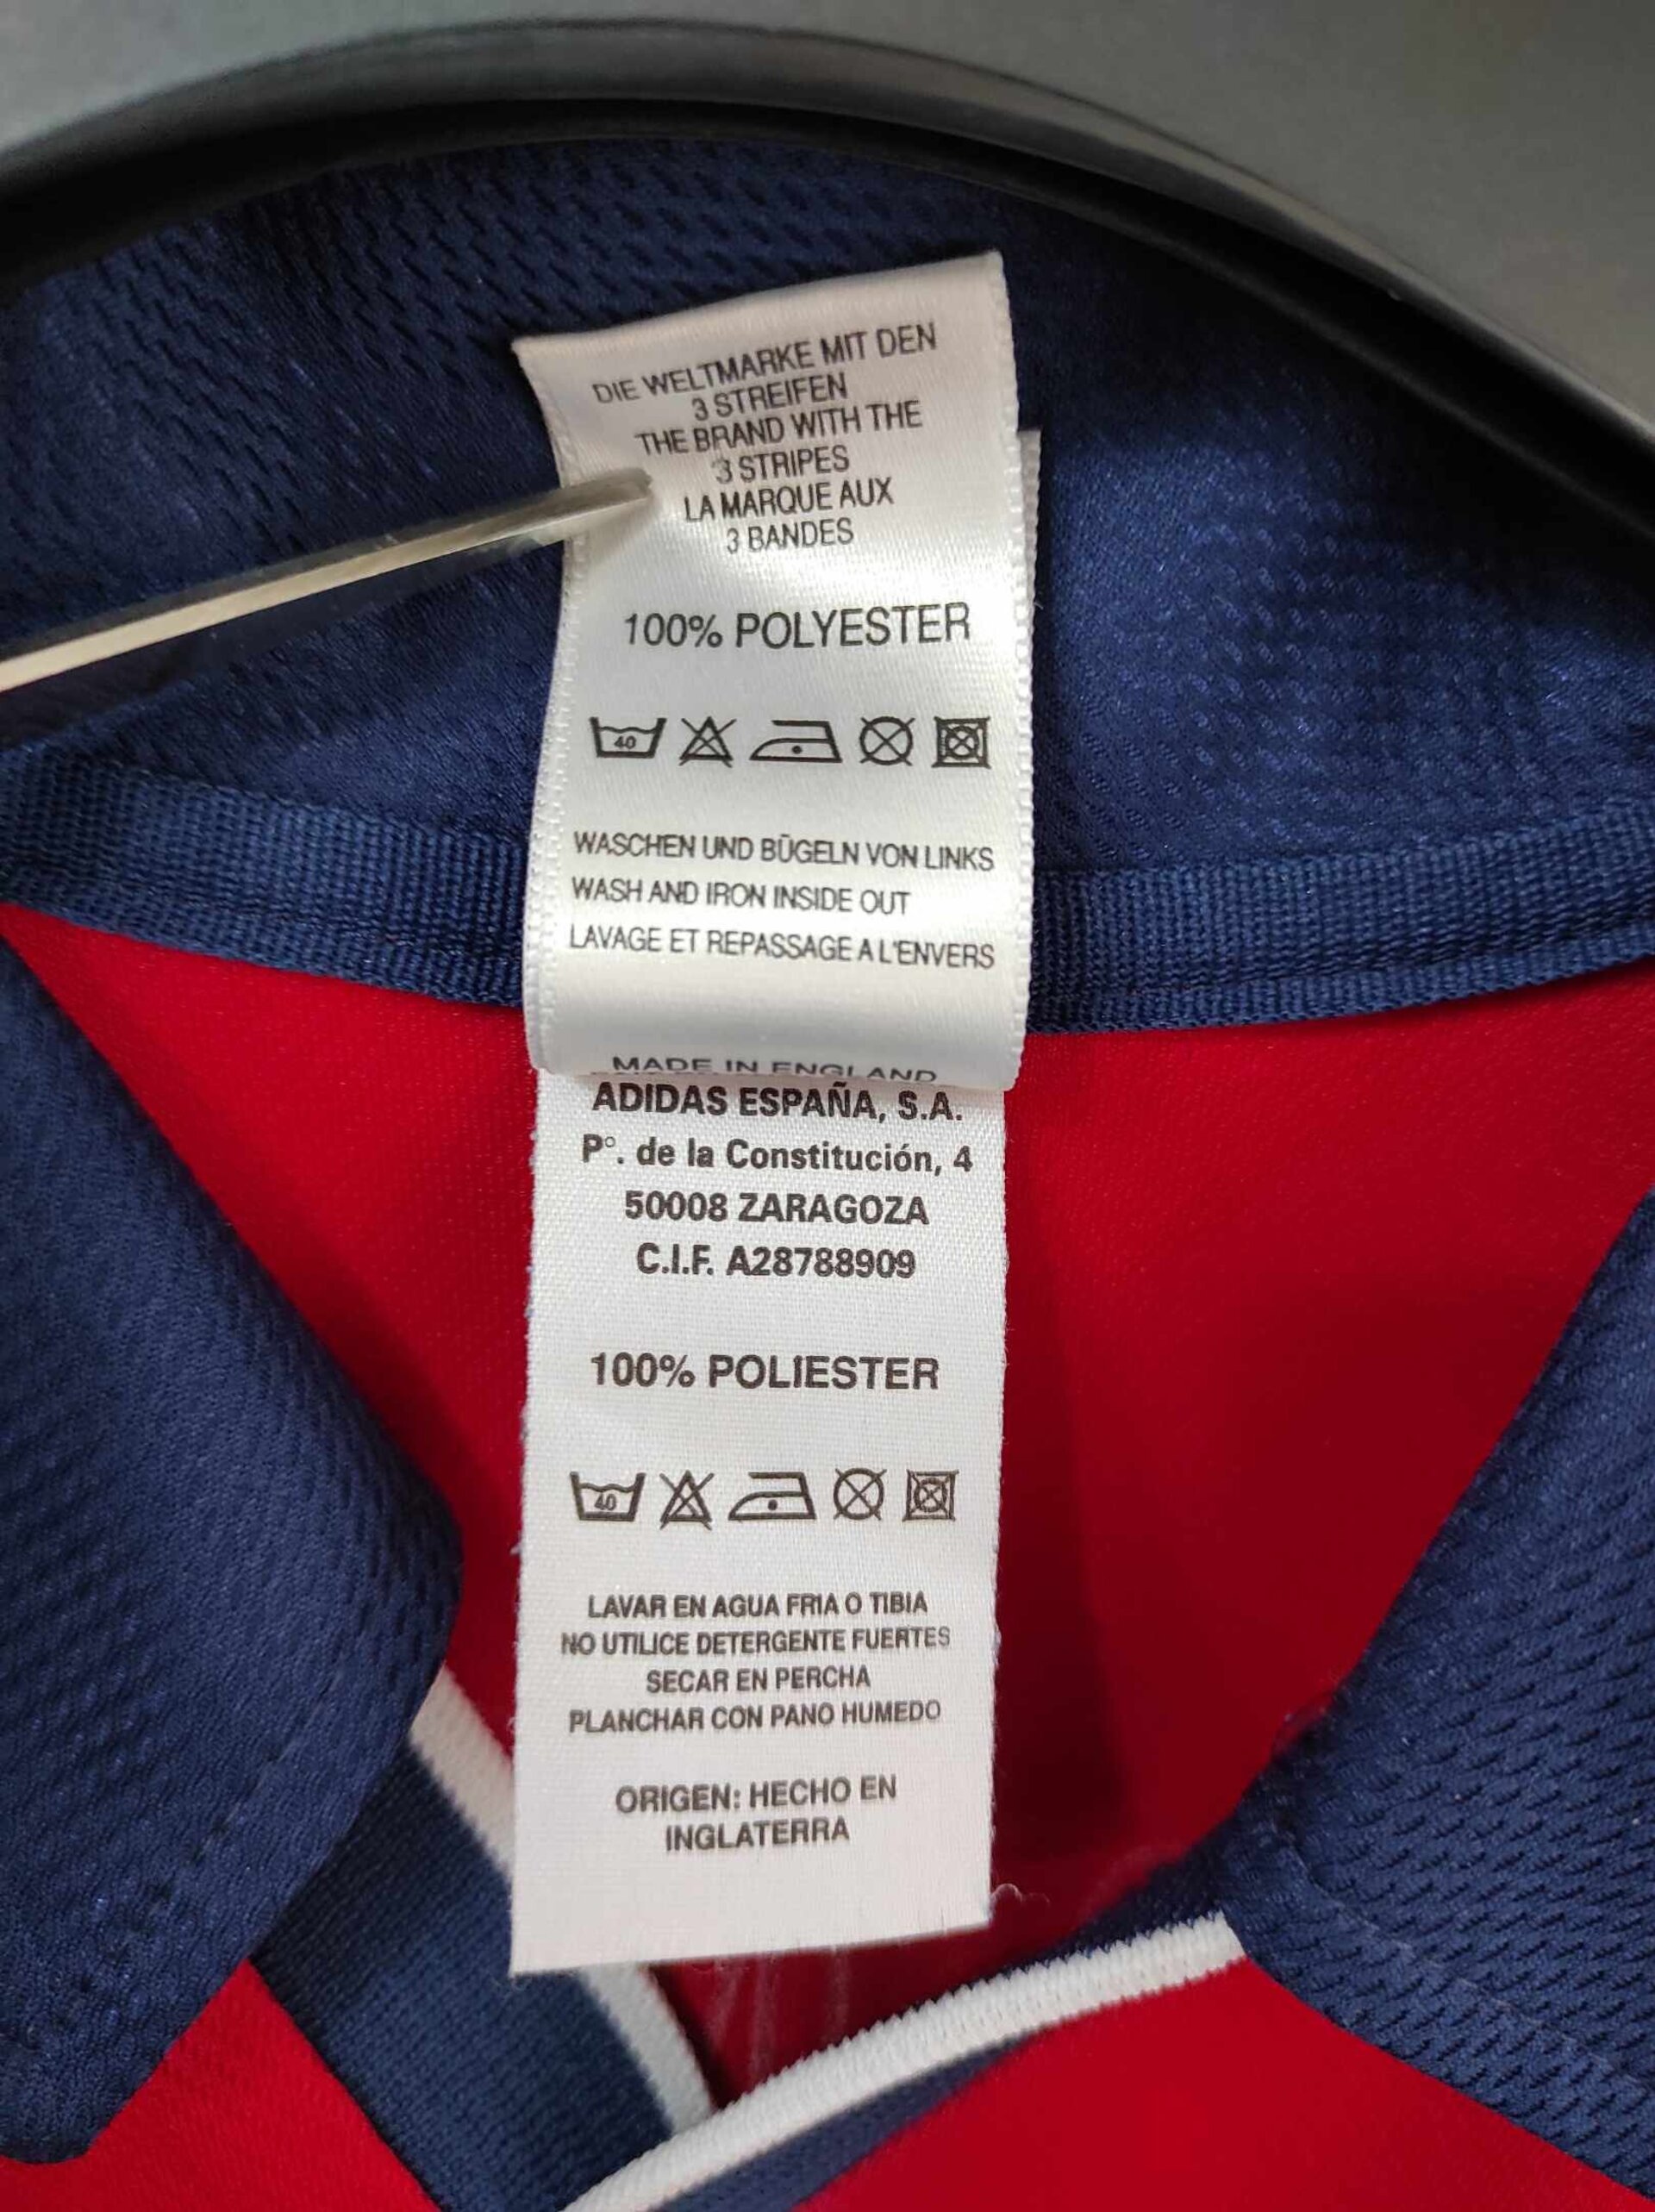 DIE WELTMARKE MIT DEN
3 STREIFEN
THE BRAND WITH THE
3 STRIPES
LA MARQUE AUX
3 BANDES
100% POLYESTER
40
WASCHEN UND BÜGELN VON LINKS
WASH AND IRON INSIDE OUT
LAVAGE ET REPASSAGE A L'ENVERS
MADE IN ENGLAND
ADIDAS ESPAÑA, S.A.
Pº. de la Constitución, 4
50008 ZARAGOZA
C.I.F. A28788909
100% POLIESTER
40
LAVAR EN AGUA FRIA O TIBIA
NO UTILICE DETERGENTE FUERTES
SECAR EN PERCHA
PLANCHAR CON PANO HUMEDO
ORIGEN: HECHO EN
INGLATERRA